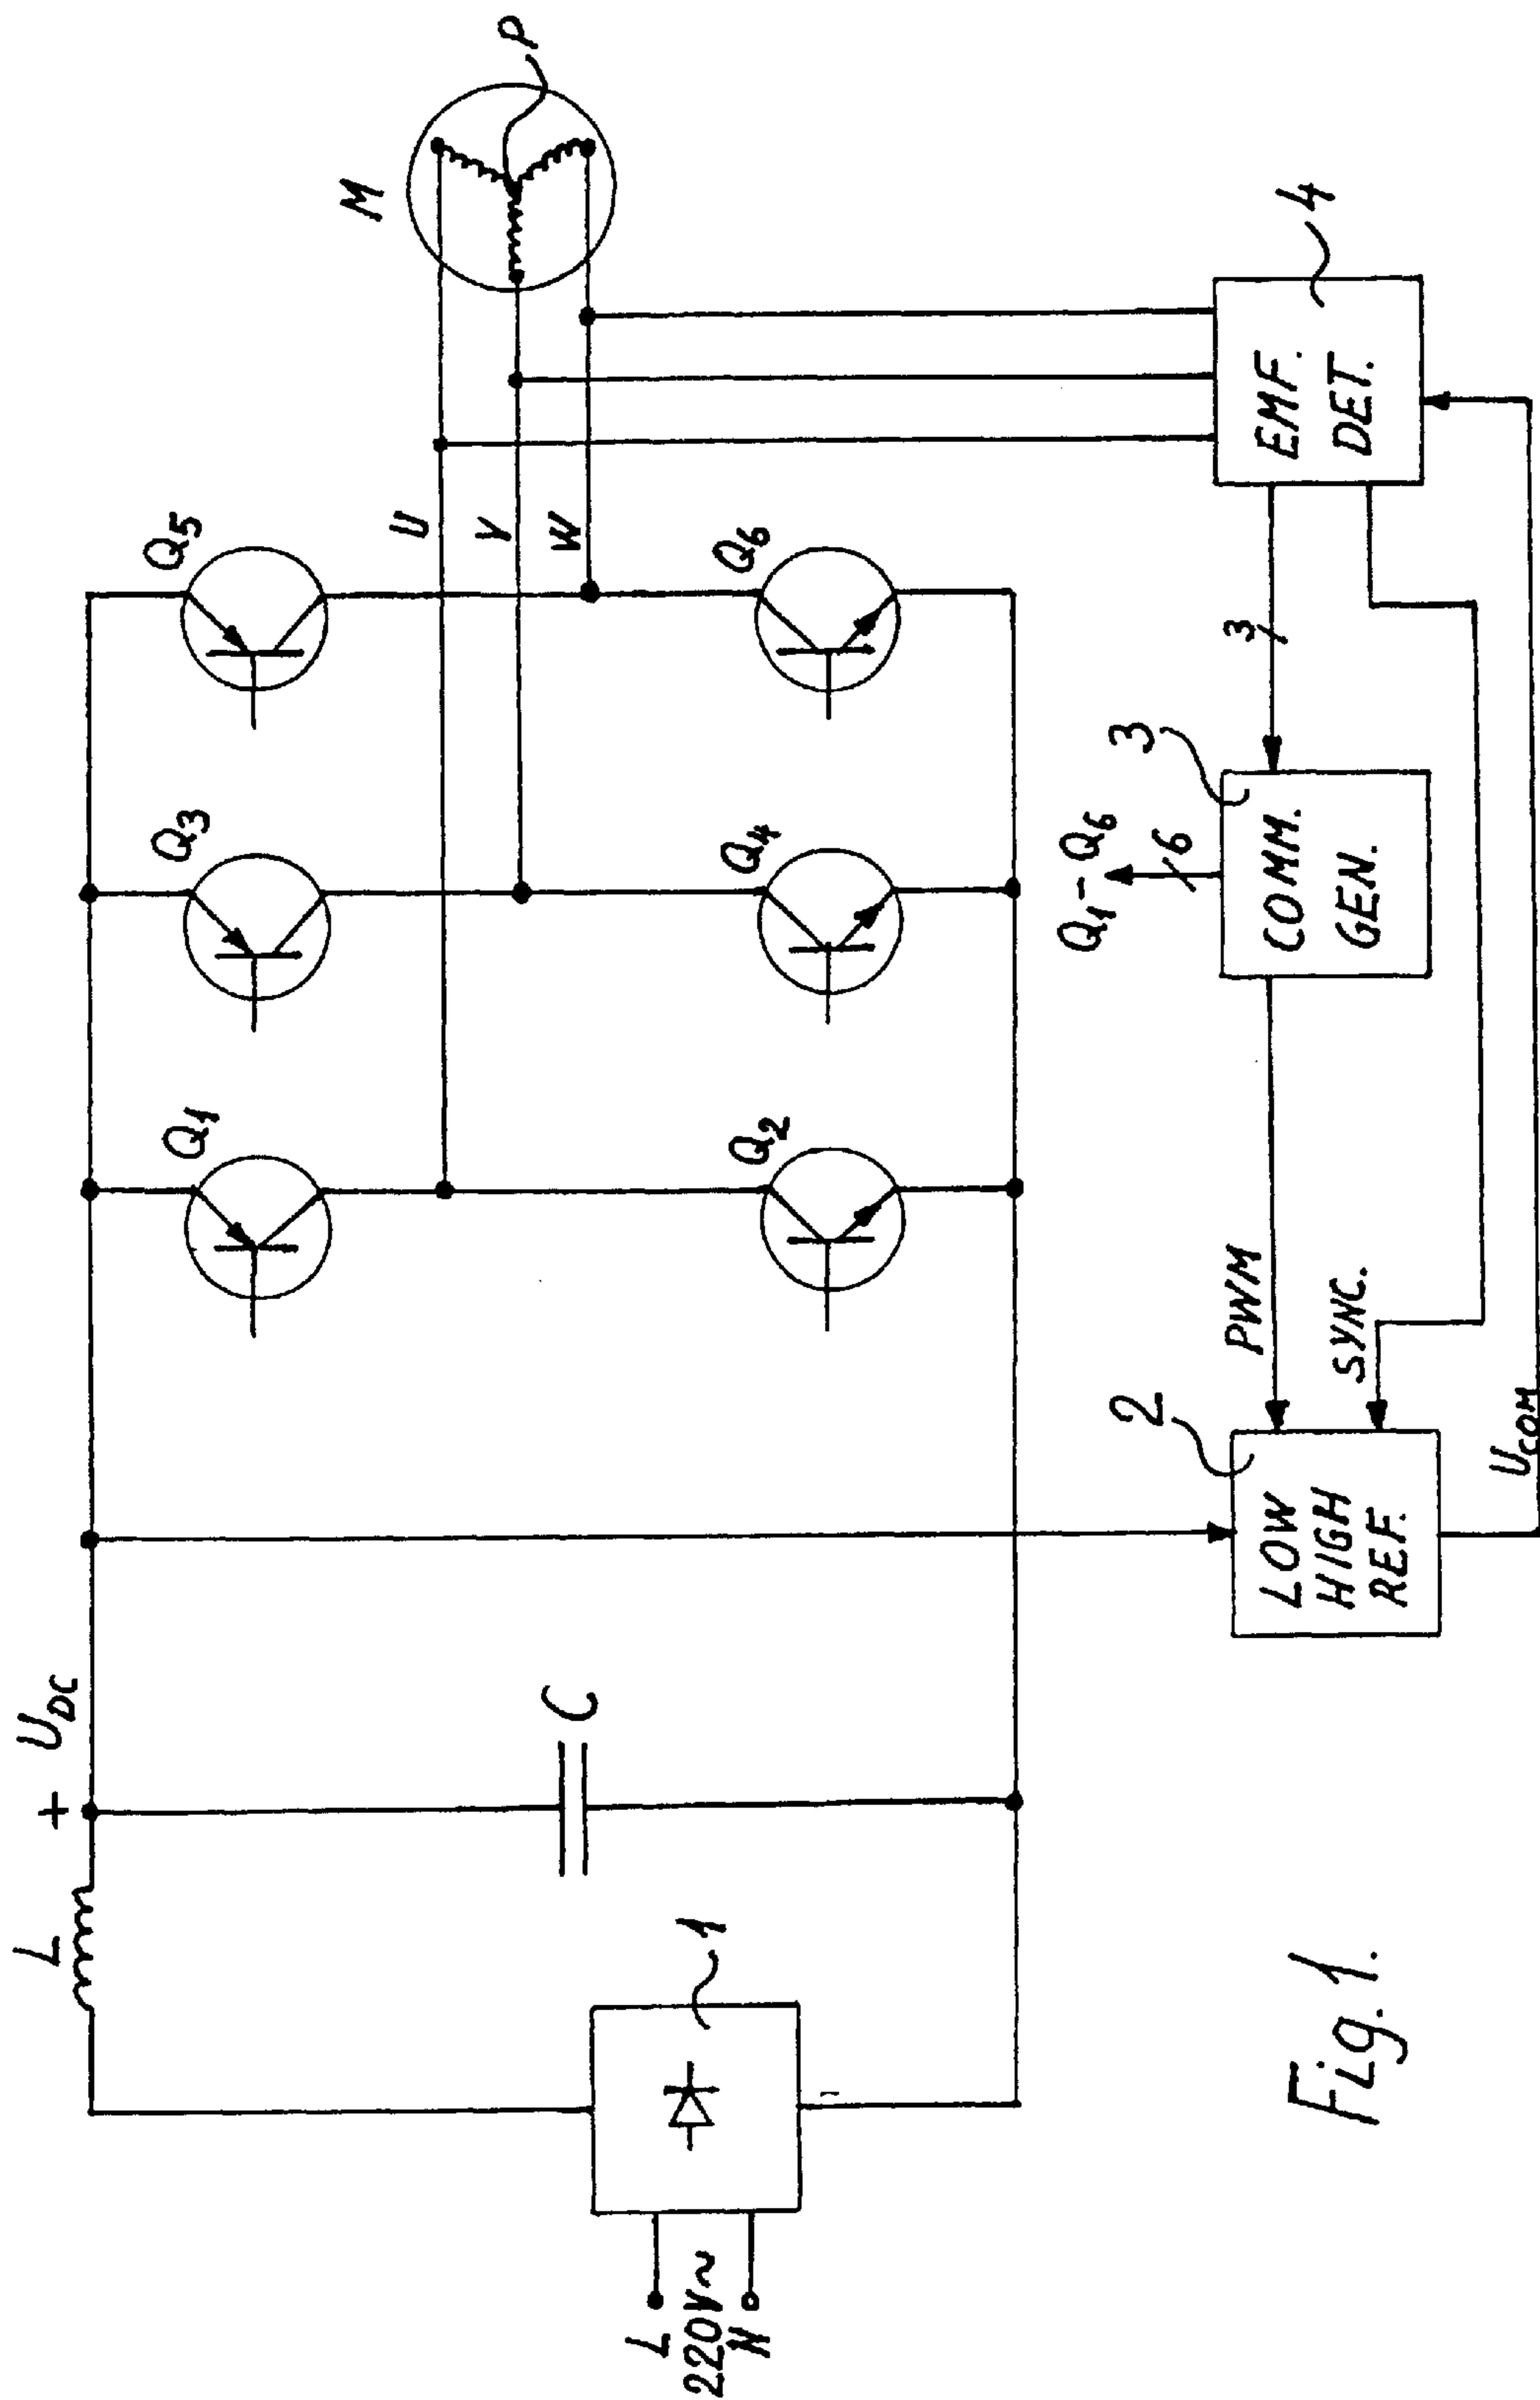 L
+ U_DC
Q1
Q3
Q5
M
P
U
V
W
C
1
L
220V~
N
Q2
Q4
Q6
Q1-Q6
6
3
2
3
4
PWM
SYNC.
LOW
HIGH
REF.
COMM.
GEN.
EMF.
DET.
U_COM
Fig. 1.